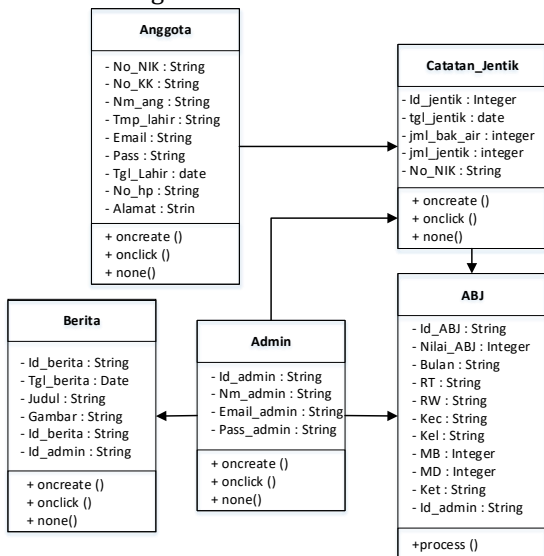 Anggota
- No_NIK : String
- No_KK : String
- Nm_ang : String
- Tmp_lahir : String
- Email : String
- Pass : String
- Tgl_Lahir : date
- No_hp : String
- Alamat : Strin
+ oncreate ()
+ onclick ()
+ none()
Catatan_Jentik
- Id_jentik : Integer
- tgl_jentik : date
- jml_bak_air : integer
- jml_jentik : integer
- No_NIK : String
+ oncreate ()
+ onclick ()
+ none()
Berita
- Id_berita : String
- Tgl_berita : Date
- Judul : String
- Gambar : String
- Id_berita : String
- Id_admin : String
+ oncreate ()
+ onclick ()
+ none()
Admin
- Id_admin : String
- Nm_admin : String
- Email_admin : String
- Pass_admin : String
+ oncreate ()
+ onclick ()
+ none()
ABJ
- Id_ABJ : String
- Nilai_ABJ : Integer
- Bulan : String
- RT : String
- RW : String
- Kec : String
- Kel : String
- MB : Integer
- MD : Integer
- Ket : String
- Id_admin : String
+process ()